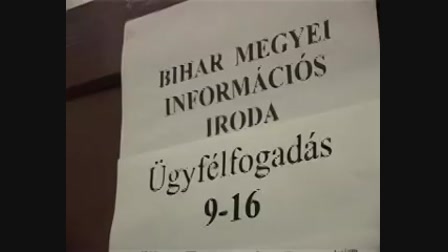 BIHAR MEGYEI
INFORMÁCIÓS
IRODA
Ügyfélfogadás
9-16